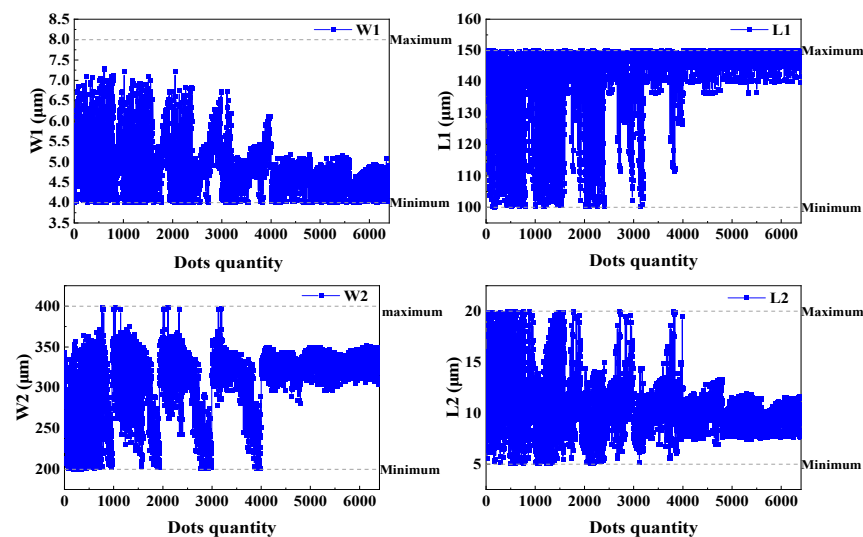 8.5
8.0
7.5
7.0
6.5
6.0
5.5
5.0
4.5
4.0
3.5
W1 (μm)
W1
Maximum
Minimum
0 1000 2000 3000 4000 5000 6000
Dots quantity
160
150
140
130
120
110
100
90
L1 (μm)
L1
Maximum
Minimum
0 1000 2000 3000 4000 5000 6000
Dots quantity
400
350
300
250
200
W2 (μm)
W2
maximum
Minimum
0 1000 2000 3000 4000 5000 6000
Dots quantity
20
15
10
5
L2 (μm)
L2
Maximum
Minimum
0 1000 2000 3000 4000 5000 6000
Dots quantity